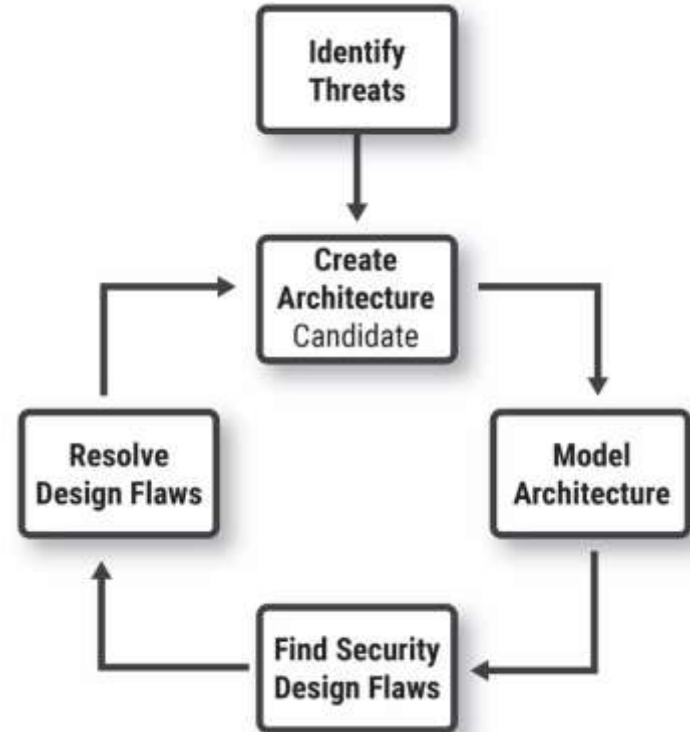 Identify
Threats
Create
Architecture
Candidate
Resolve
Design Flaws
Model
Architecture
Find Security
Design Flaws